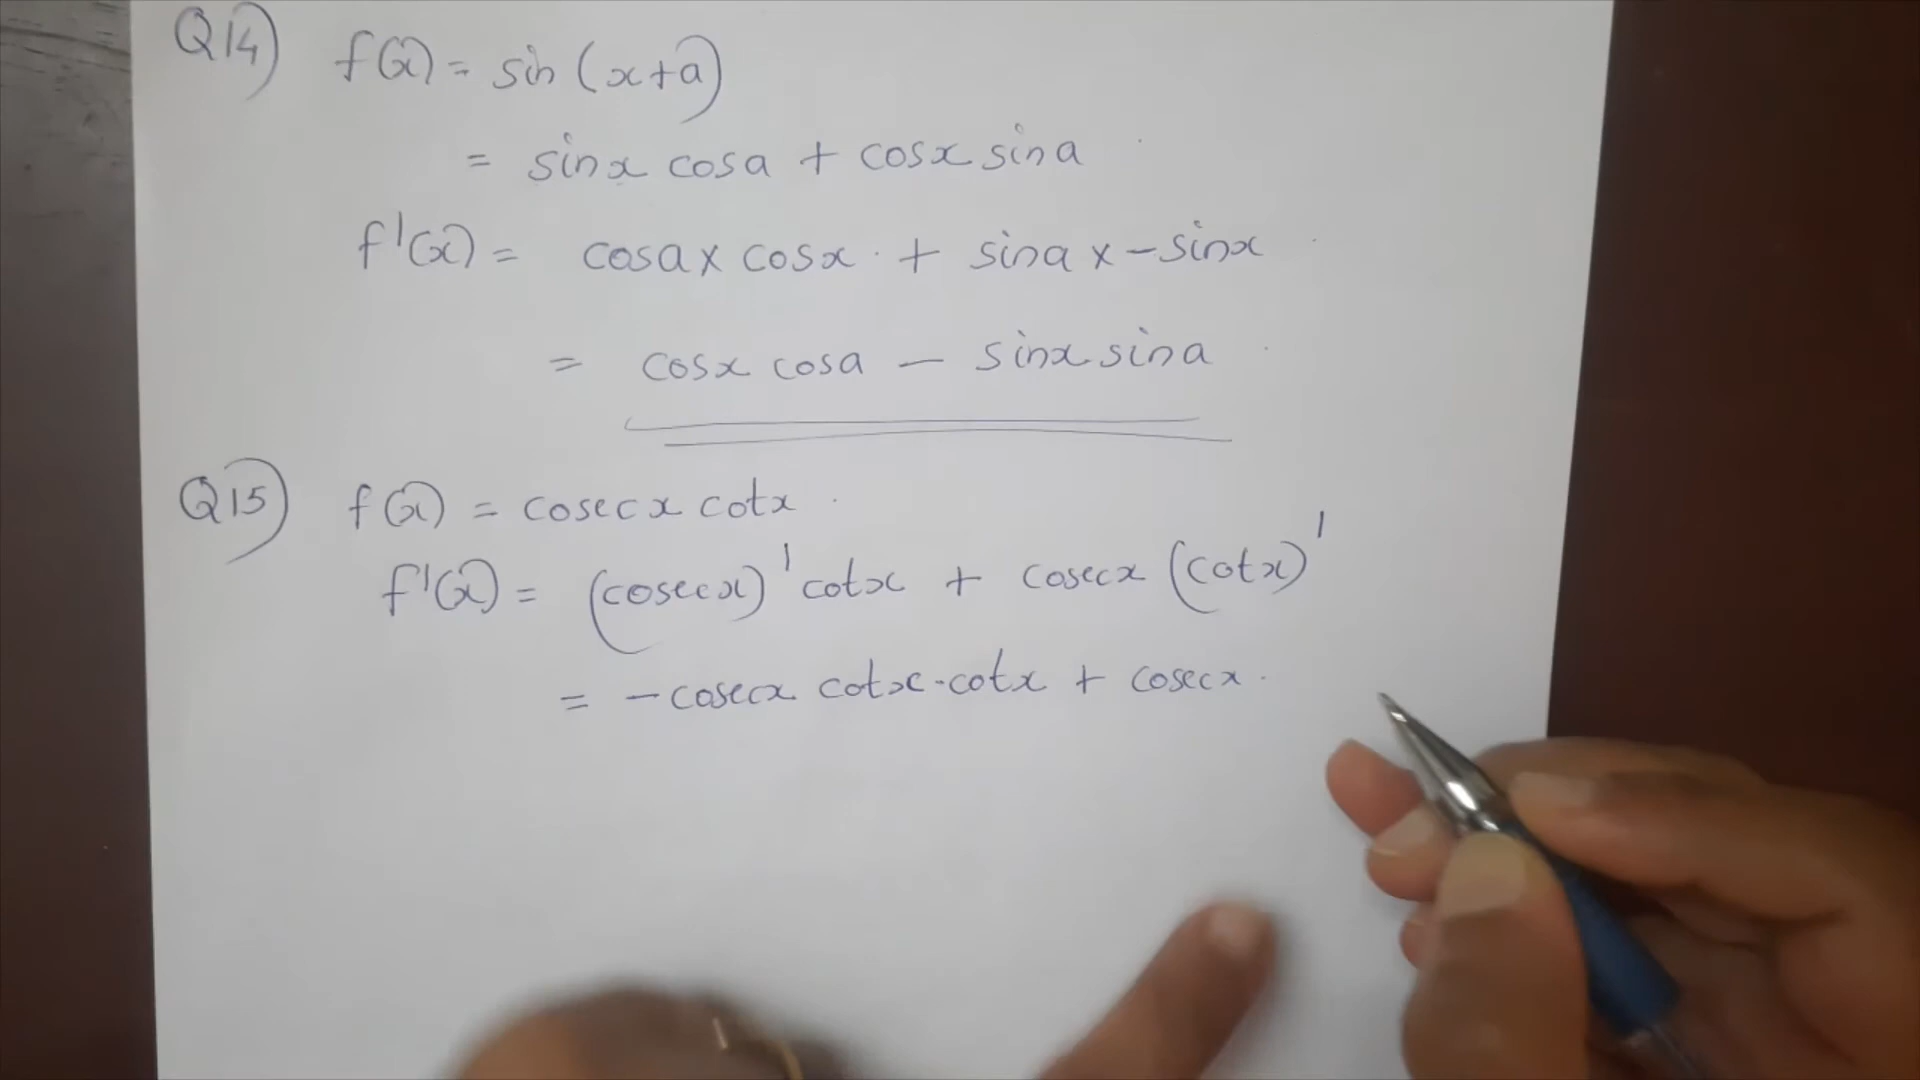 Q14) f(x) = sin (x+a)
= sinx cosa + cosx sina
f'(x) = cosa x cosx + sina x -sinx
= cosx cosa - sinx sina
Q15) f(x) = cosecx cotx
f'(x) = (cosecx)' cotx + cosecx (cotx)'
= -cosecx cotx.cotx + cosecx.